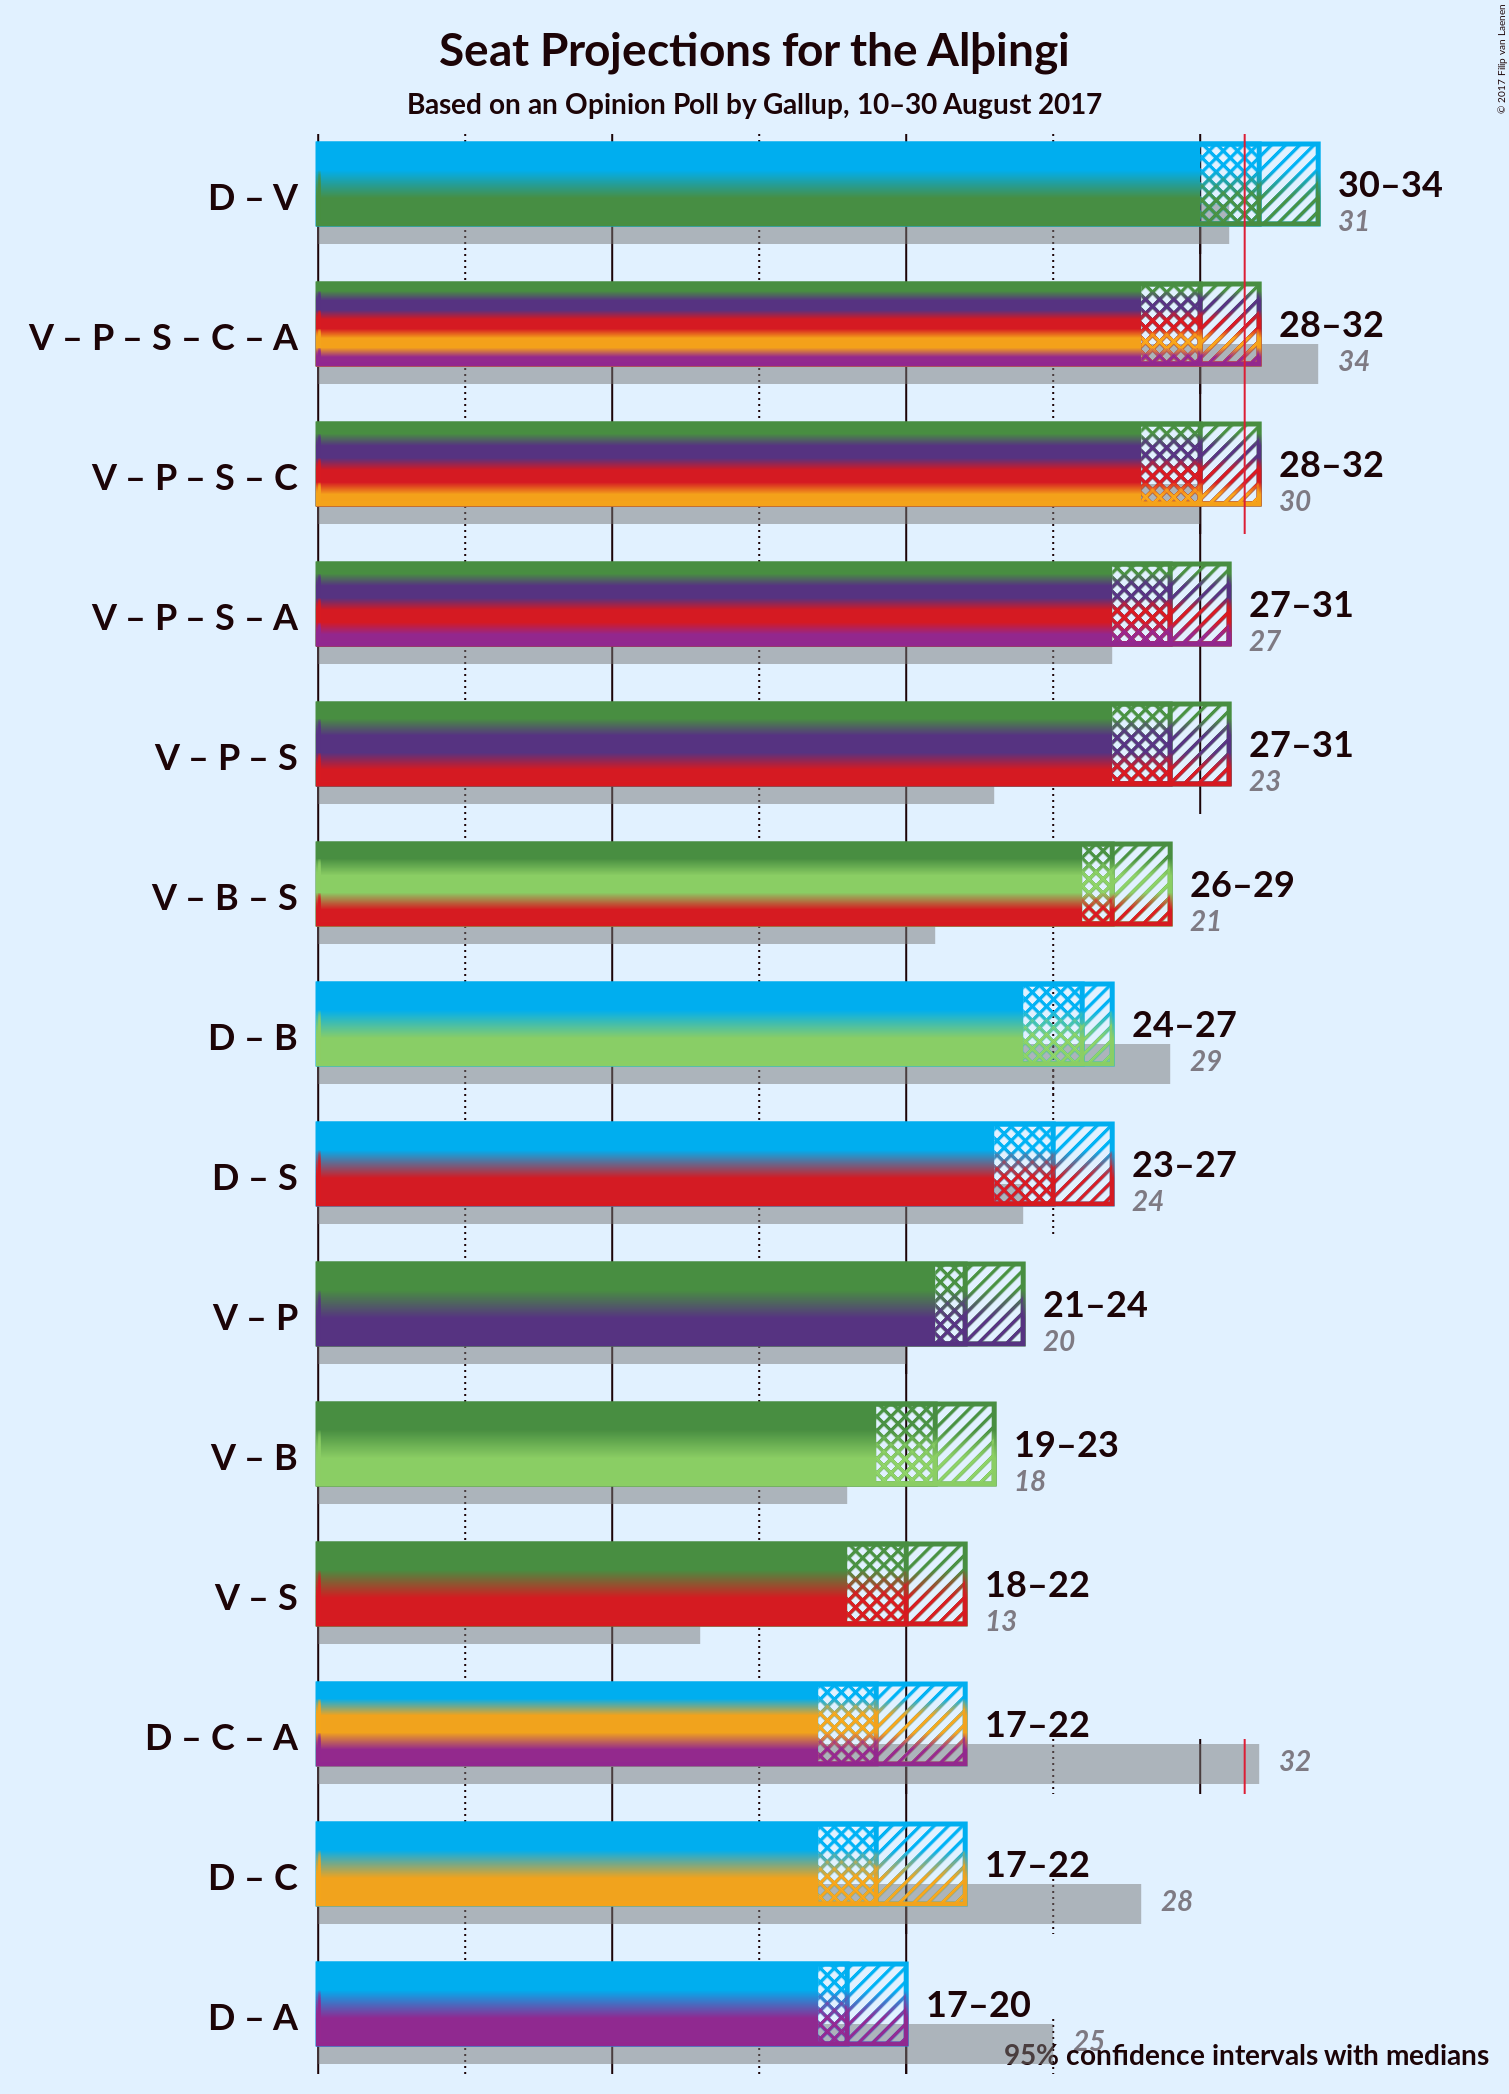 © 2017 Filip van Laenen
Seat Projections for the Alþingi
Based on an Opinion Poll by Gallup, 10–30 August 2017
D – V
30–34
31
V – P – S – C – A
28–32
34
V – P – S – C
28–32
30
V – P – S – A
27–31
27
V – P – S
27–31
23
V – B – S
26–29
21
D – B
24–27
29
D – S
23–27
24
V – P
21–24
20
V – B
19–23
18
V – S
18–22
13
D – C – A
17–22
32
D – C
17–22
28
D – A
17–20
25
95% confidence intervals with medians